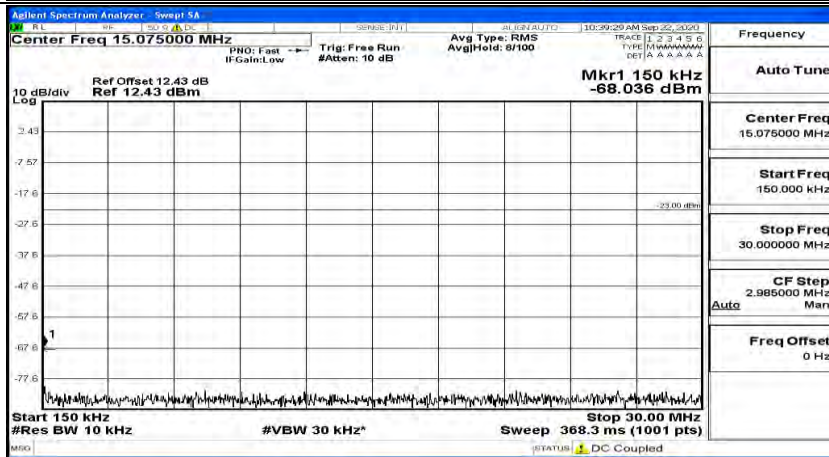 Agilent Spectrum Analyzer - Swept SA
RL RF 50 Ω DC SENSE:INT ALIGNAUTO 10:39:29 AM Sep 22, 2020
Center Freq 15.075000 MHz
PNO: Fast
IFGain:Low
Trig: Free Run
#Atten: 10 dB
Avg Type: RMS
Avg|Hold: 8/100
TRACE 1 2 3 4 5 6
TYPE MWWWWW
DET A A A A A A
Ref Offset 12.43 dB
Ref 12.43 dBm
10 dB/div
Log
Mkr1 150 kHz
-68.036 dBm
2.43
-7.57
-17.6
-23.00 dBm
-27.6
-37.6
-47.6
-57.6
1
-67.6
-77.6
Start 150 kHz
#Res BW 10 kHz
#VBW 30 kHz*
Stop 30.00 MHz
Sweep 368.3 ms (1001 pts)
MSG
STATUS DC Coupled
Frequency
Auto Tune
Center Freq
15.075000 MHz
Start Freq
150.000 kHz
Stop Freq
30.000000 MHz
CF Step
2.985000 MHz
Auto Man
Freq Offset
0 Hz